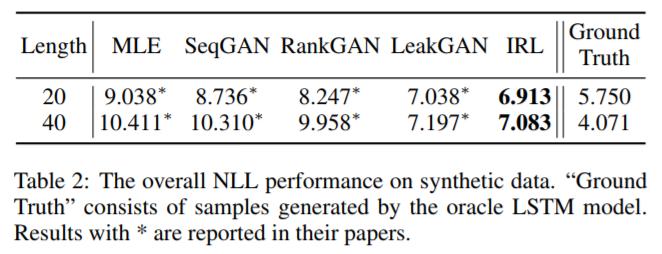 Length MLE SeqGAN RankGAN LeakGAN IRL Ground Truth
20 9.038* 8.736* 8.247* 7.038* 6.913 5.750
40 10.411* 10.310* 9.958* 7.197* 7.083 4.071
Table 2: The overall NLL performance on synthetic data. “Ground
Truth” consists of samples generated by the oracle LSTM model.
Results with * are reported in their papers.